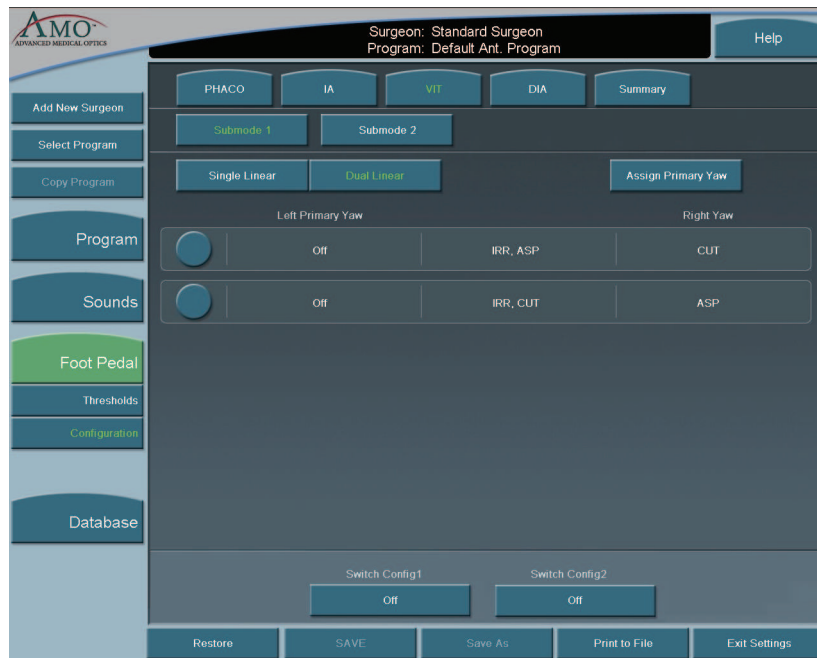 AMO
ADVANCED MEDICAL OPTICS
Surgeon: Standard Surgeon
Program: Default Ant. Program
Help
Add New Surgeon
Select Program
Copy Program
Program
Sounds
Foot Pedal
Thresholds
Configuration
Database
PHACO IA VIT DIA Summary
Submode 1 Submode 2
Single Linear Dual Linear Assign Primary Yaw
Left Primary Yaw Right Yaw
Off IRR, ASP CUT
Off IRR, CUT ASP
Switch Config1 Switch Config2
Off Off
Restore SAVE Save As Print to File Exit Settings